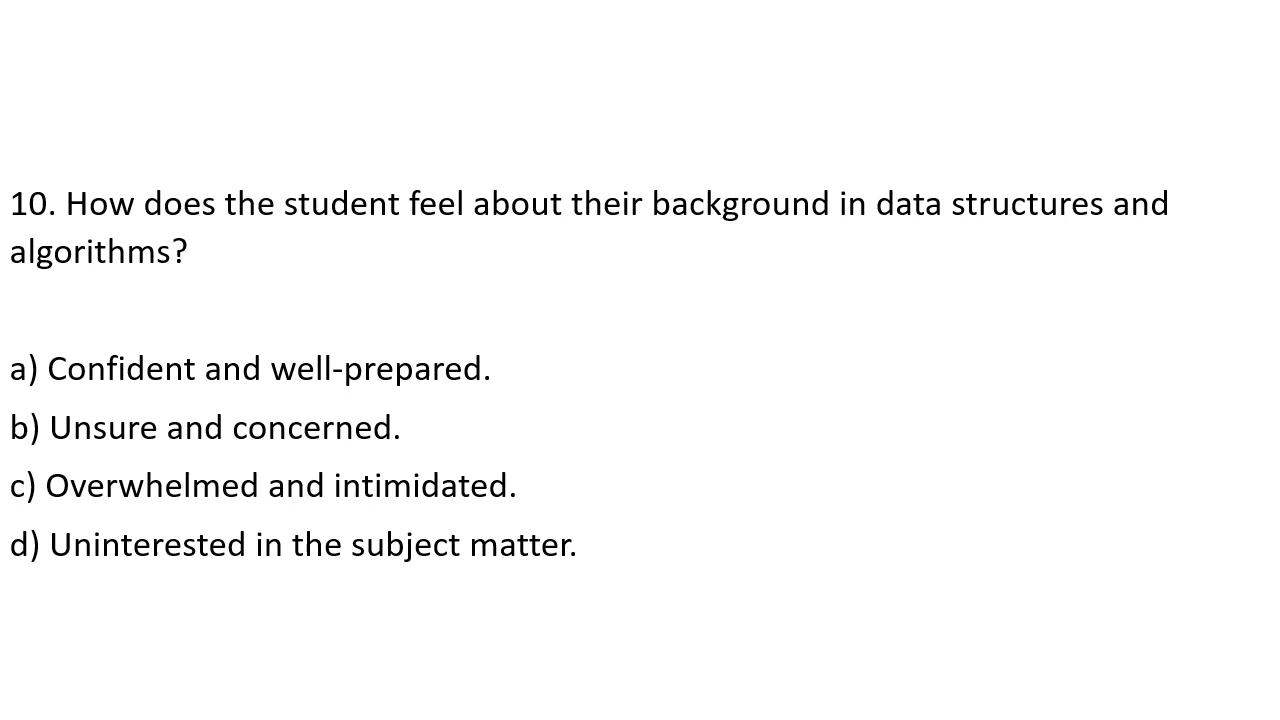 10. How does the student feel about their background in data structures and
algorithms?
a) Confident and well-prepared.
b) Unsure and concerned.
c) Overwhelmed and intimidated.
d) Uninterested in the subject matter.